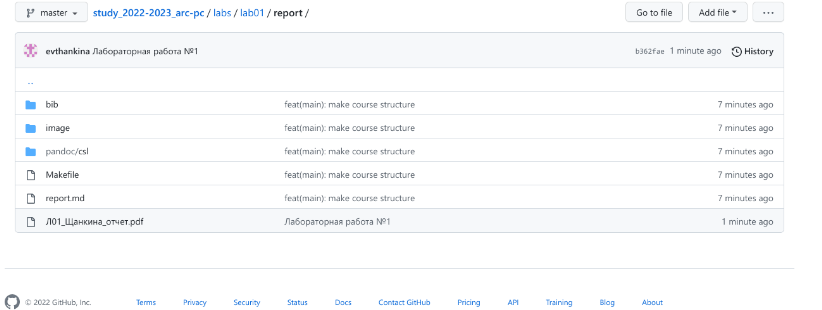 master study_2022-2023_arc-pc / labs / lab01 / report / Go to file Add file ...
evthankina Лабораторная работа №1 b362fae 1 minute ago History
..
bib feat(main): make course structure 7 minutes ago
image feat(main): make course structure 7 minutes ago
pandoc/csl feat(main): make course structure 7 minutes ago
Makefile feat(main): make course structure 7 minutes ago
report.md feat(main): make course structure 7 minutes ago
Л01_Щанкина_отчет.pdf Лабораторная работа №1 1 minute ago
© 2022 GitHub, Inc. Terms Privacy Security Status Docs Contact GitHub Pricing API Training Blog About